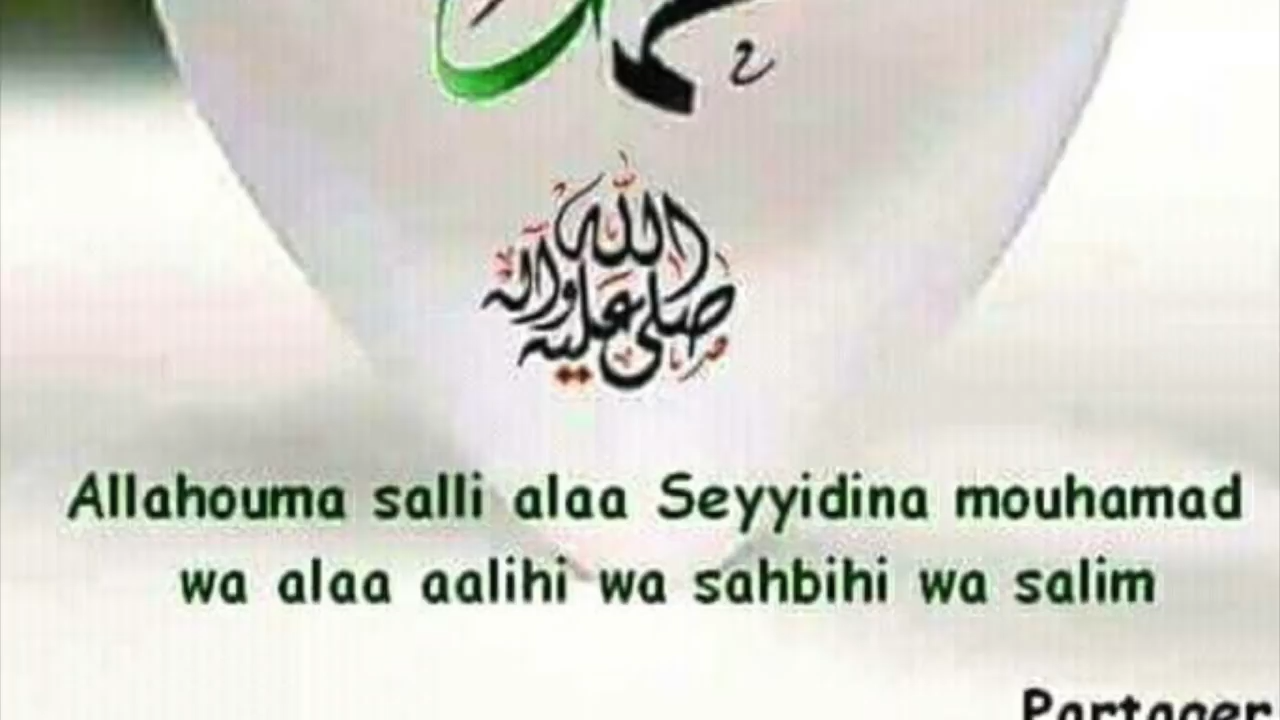 صلى الله عليه وآله
Allahouma salli alaa Seyyidina mouhamad
wa alaa aalihi wa sahbihi wa salim
Partager